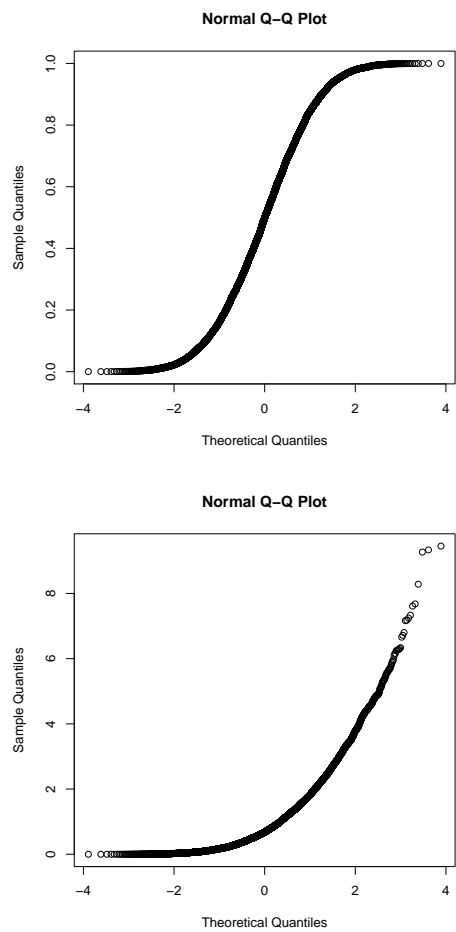 Normal Q−Q Plot
Sample Quantiles
1.0
0.8
0.6
0.4
0.2
0.0
−4 −2 0 2 4
Theoretical Quantiles
Normal Q−Q Plot
Sample Quantiles
8
6
4
2
0
−4 −2 0 2 4
Theoretical Quantiles